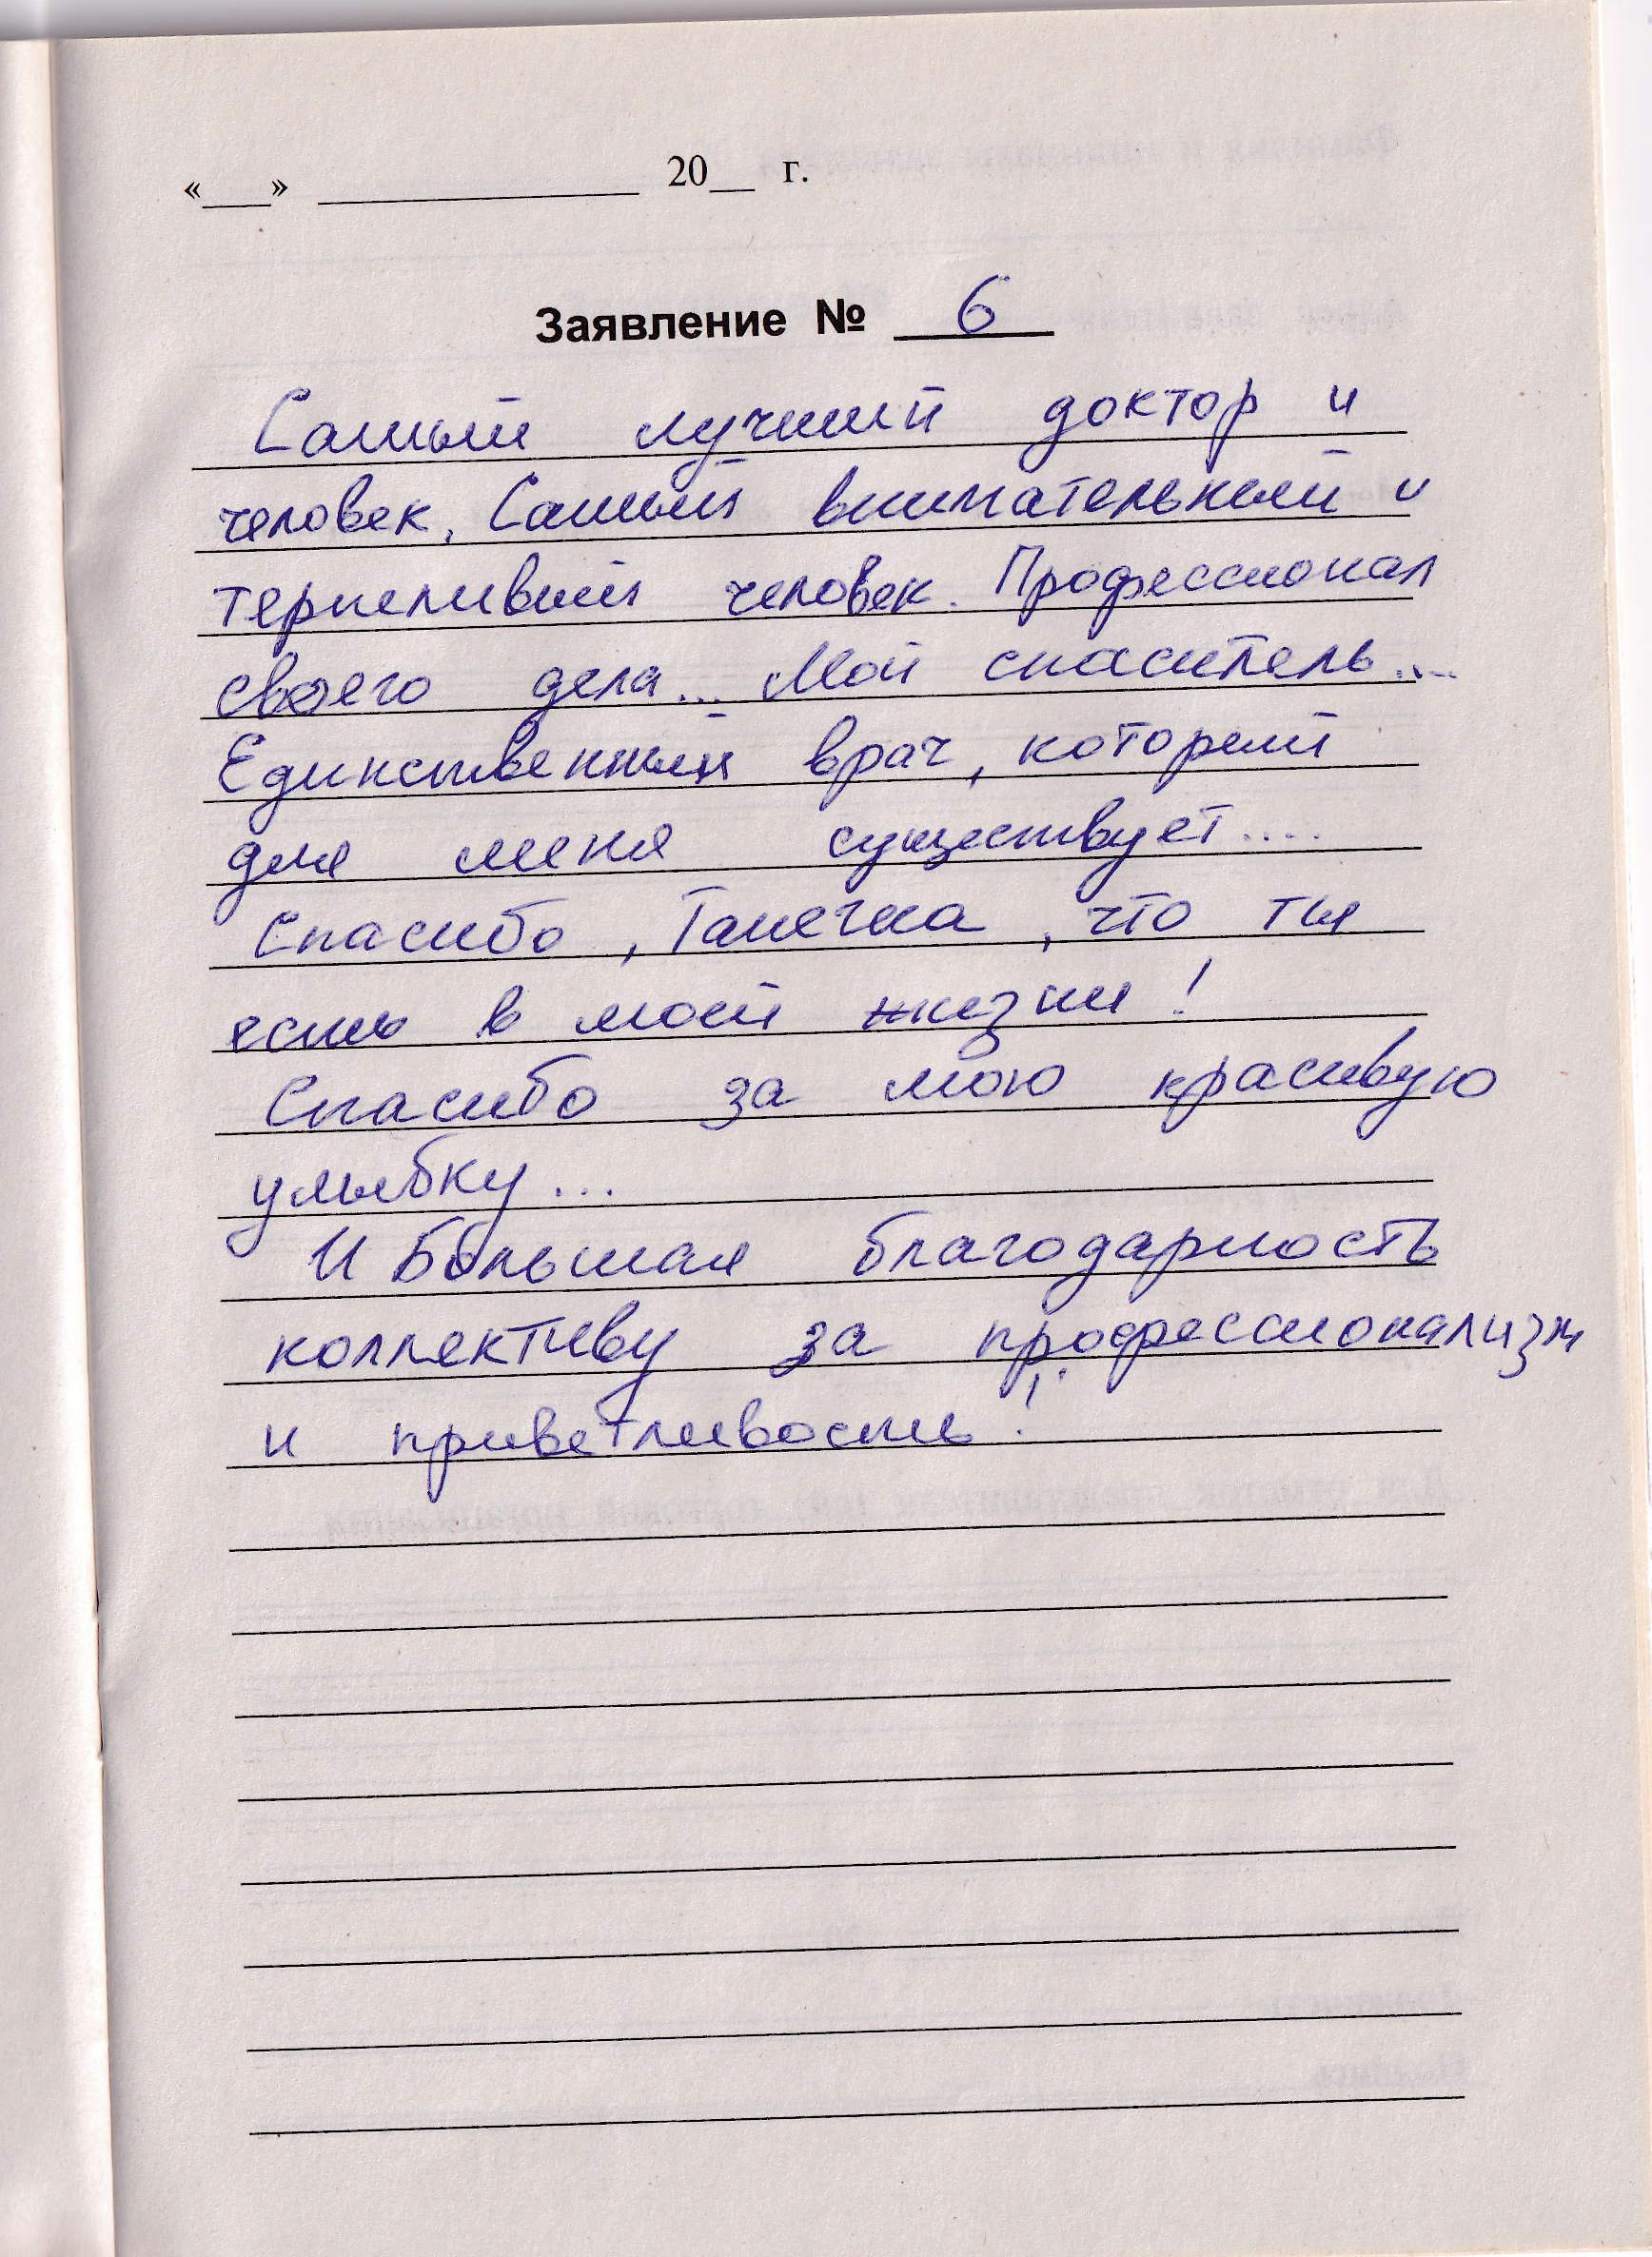 «___» ______________ 20__ г.
Заявление № 6
Самый лучший доктор и
человек. Самый внимательный и
терпеливый человек. Профессионал
своего дела... Мой спаситель....
Единственный врач, который
для меня существует....
Спасибо, Танечка, что ты
есть в моей жизни!
Спасибо за мою красивую
улыбку...
И Большая благодарность
коллективу за профессионализм
и приветливость!